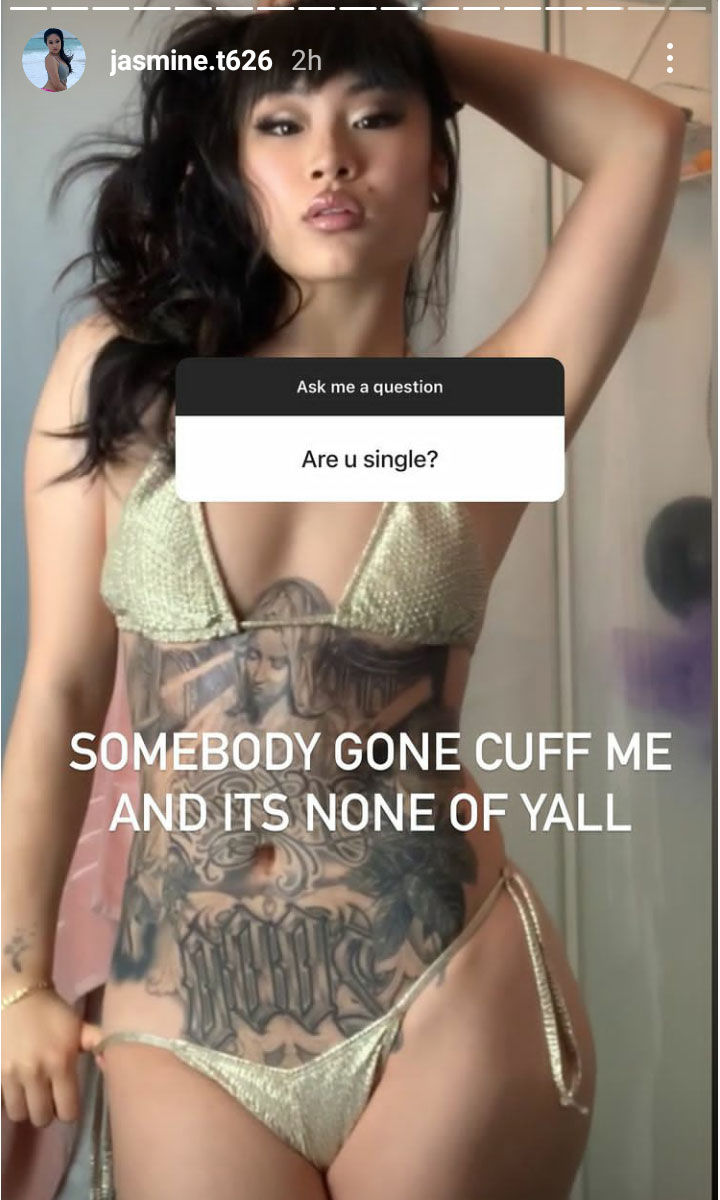 jasmine.t626 2h
Ask me a question
Are u single?
SOMEBODY GONE CUFF ME
AND ITS NONE OF YALL